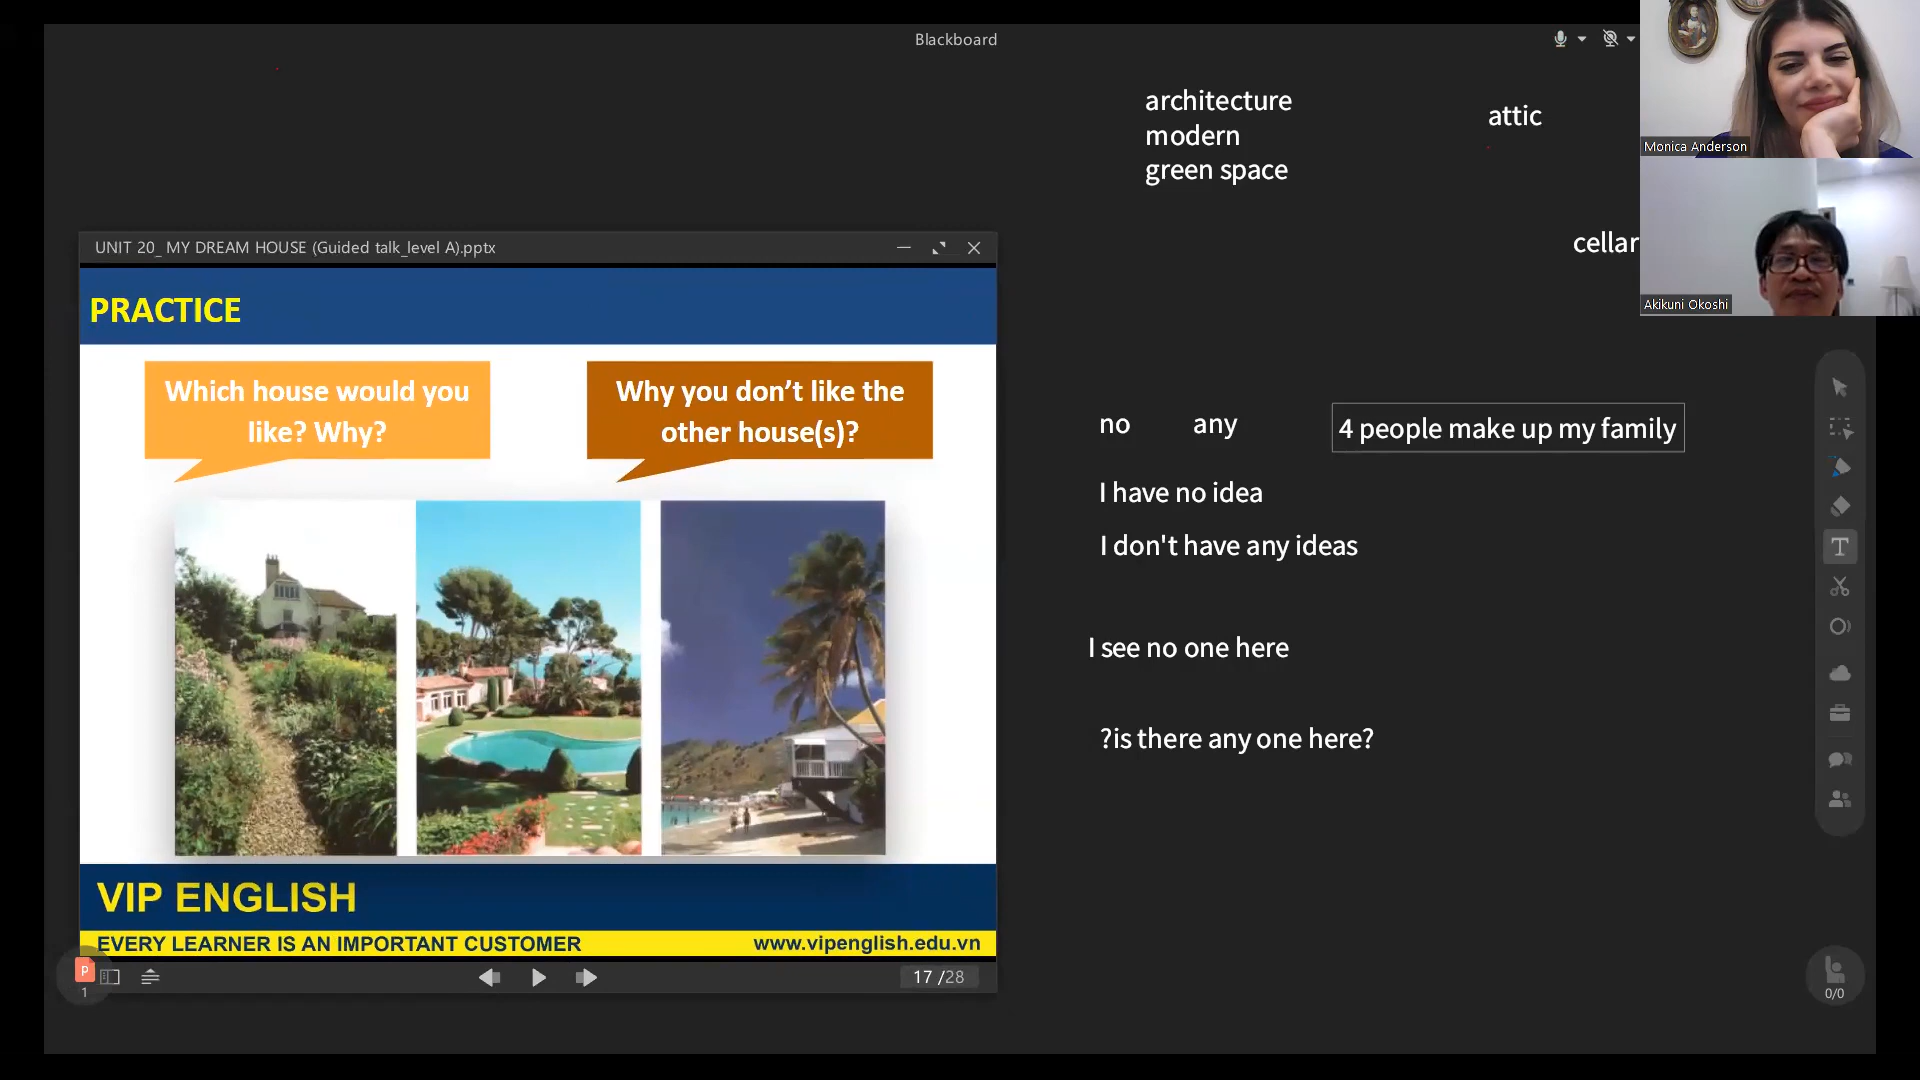 Blackboard
architecture
modern
green space
attic
Monica Anderson
cellar
Akikuni Okoshi
UNIT 20_ MY DREAM HOUSE (Guided talk_level A).pptx
PRACTICE
Which house would you
like? Why?
Why you don’t like the
other house(s)?
VIP ENGLISH
EVERY LEARNER IS AN IMPORTANT CUSTOMER
www.vipenglish.edu.vn
P
1
17 /28
no
any
4 people make up my family
I have no idea
I don't have any ideas
I see no one here
?is there any one here?
T
0/0